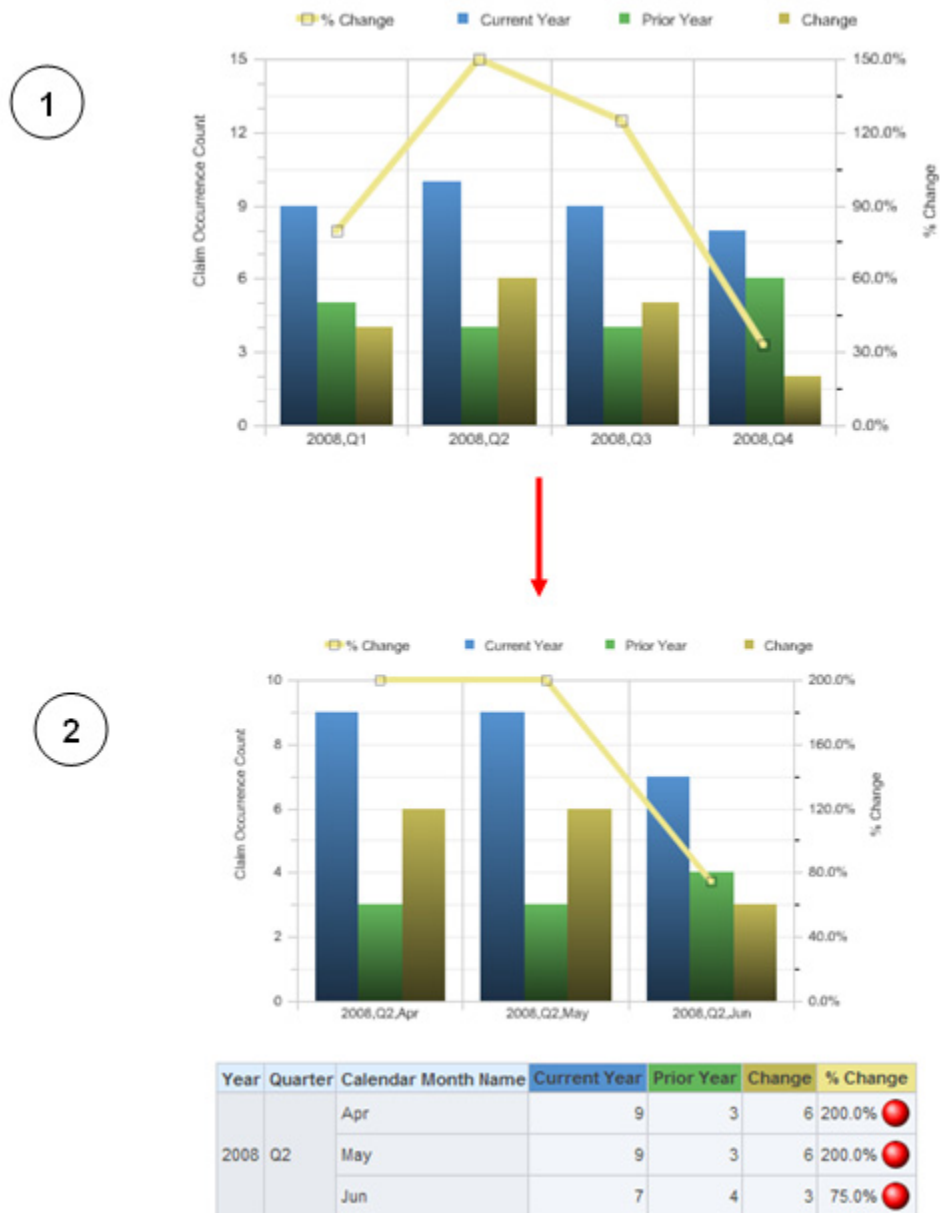 % Change Current Year Prior Year Change
1
15 150.0%
12 120.0%
9 90.0%
6 60.0%
3 30.0%
0 0.0%
Claim Occurrence Count
% Change
2008,Q1 2008,Q2 2008,Q3 2008,Q4
% Change Current Year Prior Year Change
2
10 200.0%
8 160.0%
6 120.0%
4 80.0%
2 40.0%
0 0.0%
Claim Occurrence Count
% Change
2008,Q2,Apr 2008,Q2,May 2008,Q2,Jun
Year Quarter Calendar Month Name Current Year Prior Year Change % Change
Apr 9 3 6 200.0%
2008 Q2 May 9 3 6 200.0%
Jun 7 4 3 75.0%